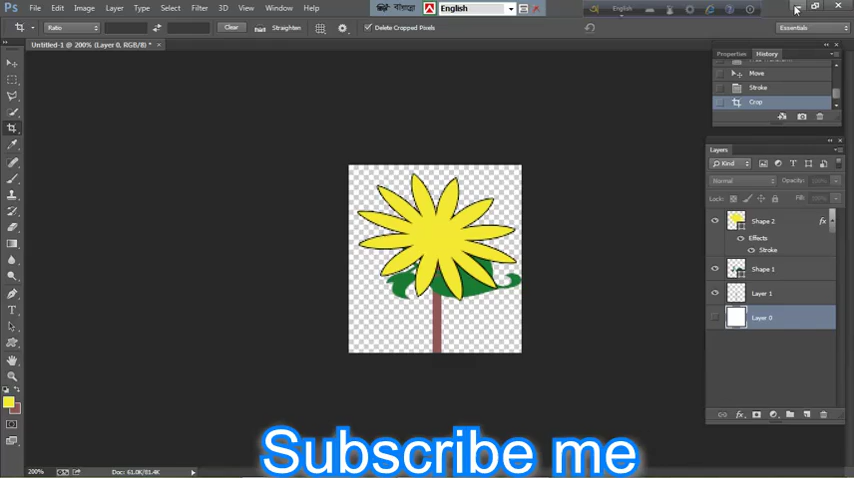 Ps File Edit Image Layer Type Select Filter 3D View Window Help
বাংলা English
English
Ratio Clear Straighten Delete Cropped Pixels Essentials
Untitled-1 @ 200% (Layer 0, RGB/8) *
Properties History
Move
Stroke
Crop
Layers
Kind
Normal Opacity:
Lock: Fill:
Shape 2 fx
Effects
Stroke
Shape 1
Layer 1
Layer 0
Subscribe me
200% Doc: 61.0K/81.4K